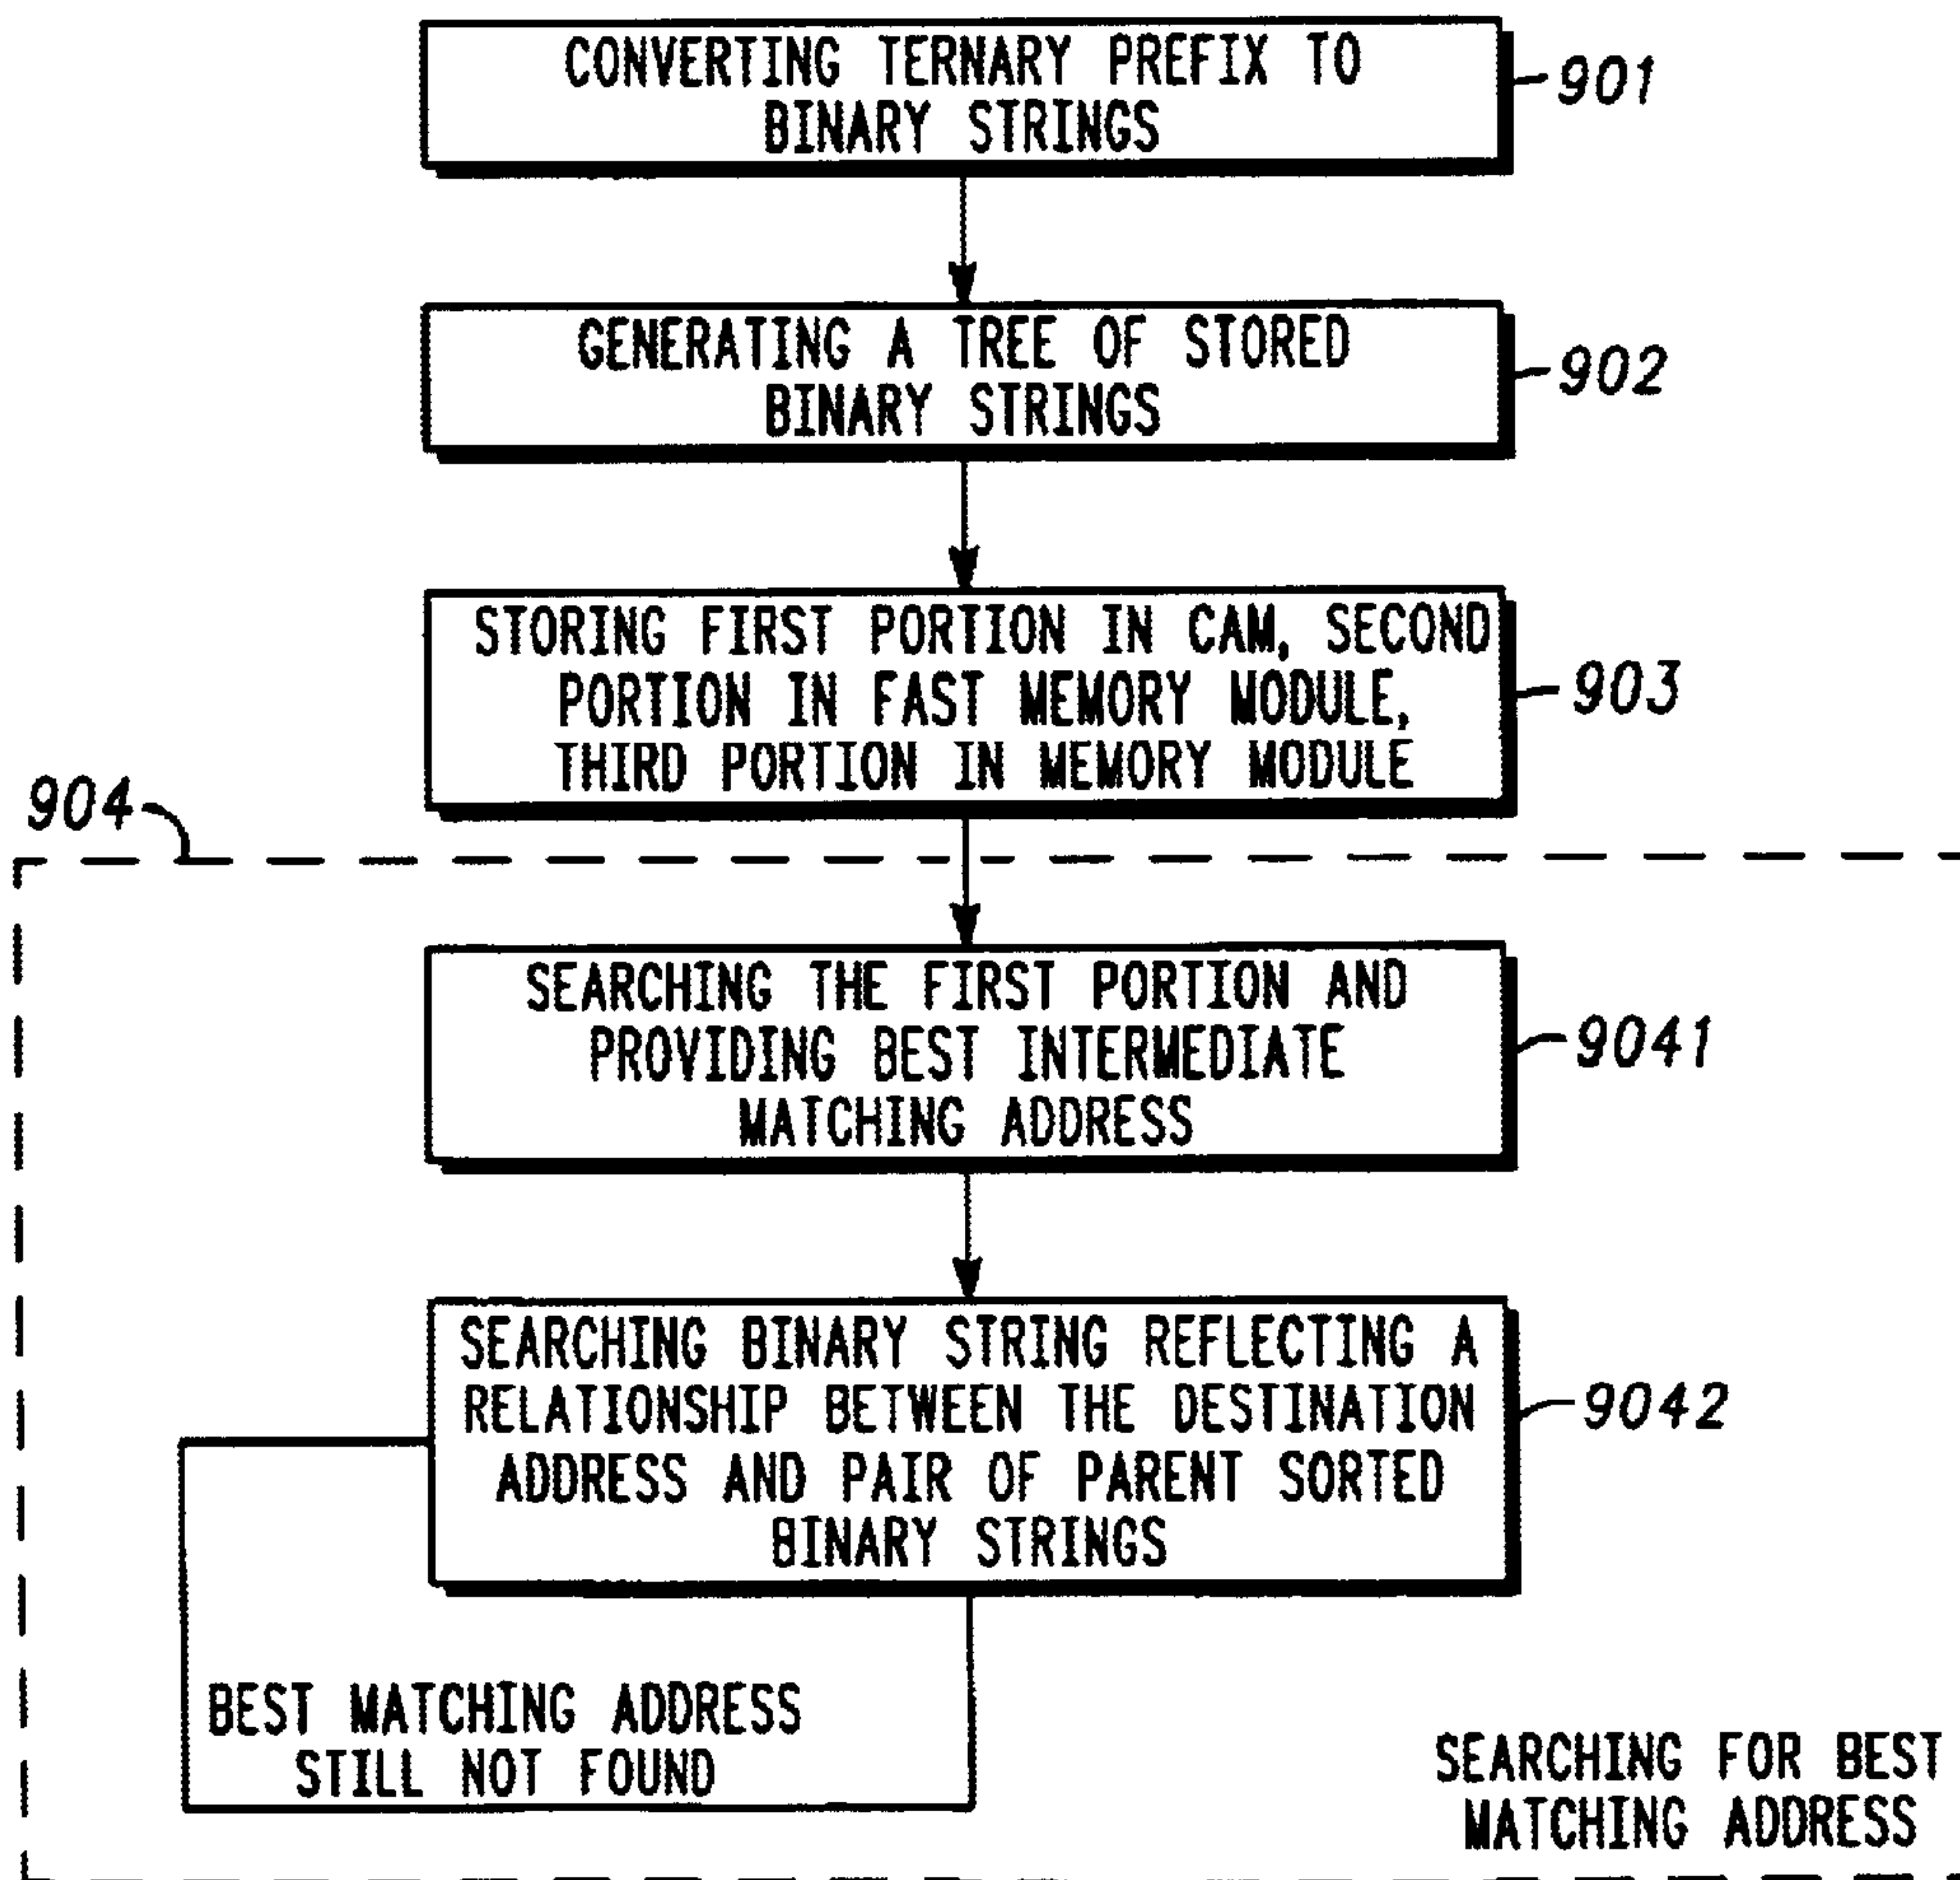 CONVERTING TERNARY PREFIX TO
BINARY STRINGS
901
GENERATING A TREE OF STORED
BINARY STRINGS
902
STORING FIRST PORTION IN CAM, SECOND
PORTION IN FAST MEMORY MODULE,
THIRD PORTION IN MEMORY MODULE
903
904
SEARCHING THE FIRST PORTION AND
PROVIDING BEST INTERMEDIATE
MATCHING ADDRESS
9041
SEARCHING BINARY STRING REFLECTING A
RELATIONSHIP BETWEEN THE DESTINATION
ADDRESS AND PAIR OF PARENT SORTED
BINARY STRINGS
9042
BEST MATCHING ADDRESS
STILL NOT FOUND
SEARCHING FOR BEST
MATCHING ADDRESS